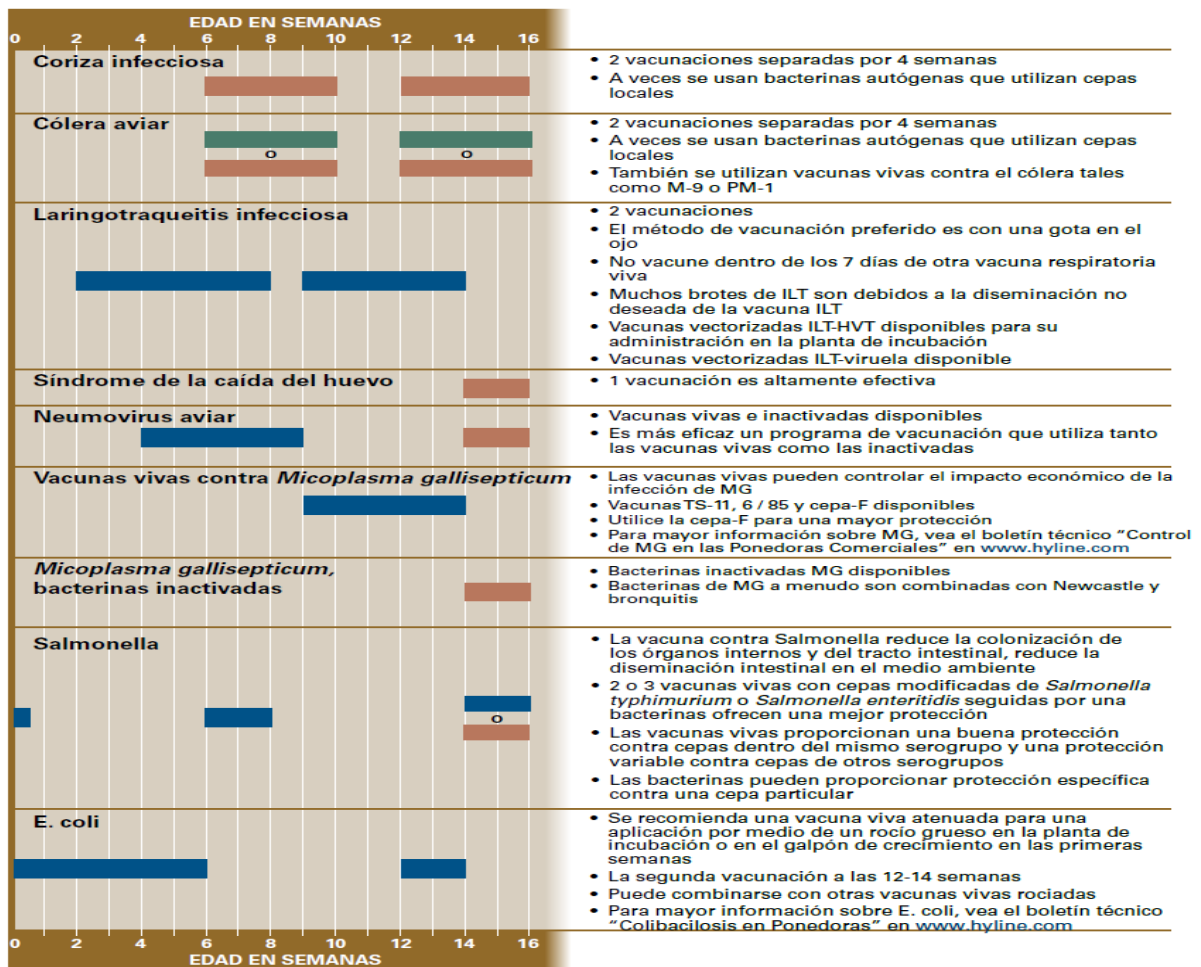 EDAD EN SEMANAS
0 2 4 6 8 10 12 14 16
Coriza infecciosa
• 2 vacunaciones separadas por 4 semanas
• A veces se usan bacterinas autógenas que utilizan cepas
locales
Cólera aviar
o o
• 2 vacunaciones separadas por 4 semanas
• A veces se usan bacterinas autógenas que utilizan cepas
locales
• También se utilizan vacunas vivas contra el cólera tales
como M-9 o PM-1
Laringotraqueitis infecciosa
• 2 vacunaciones
• El método de vacunación preferido es con una gota en el
ojo
• No vacune dentro de los 7 días de otra vacuna respiratoria
viva
• Muchos brotes de ILT son debidos a la diseminación no
deseada de la vacuna ILT
• Vacunas vectorizadas ILT-HVT disponibles para su
administración en la planta de incubación
• Vacunas vectorizadas ILT-viruela disponible
Síndrome de la caída del huevo
• 1 vacunación es altamente efectiva
Neumovirus aviar
• Vacunas vivas e inactivadas disponibles
• Es más eficaz un programa de vacunación que utiliza tanto
las vacunas vivas como las inactivadas
Vacunas vivas contra Micoplasma gallisepticum
• Las vacunas vivas pueden controlar el impacto económico de la
infección de MG
• Vacunas TS-11, 6 / 85 y cepa-F disponibles
• Utilice la cepa-F para una mayor protección
• Para mayor información sobre MG, vea el boletín técnico “Control
de MG en las Ponedoras Comerciales” en www.hyline.com
Micoplasma gallisepticum,
bacterinas inactivadas
• Bacterinas inactivadas MG disponibles
• Bacterinas de MG a menudo son combinadas con Newcastle y
bronquitis
Salmonella
o
• La vacuna contra Salmonella reduce la colonización de
los órganos internos y del tracto intestinal, reduce la
diseminación intestinal en el medio ambiente
• 2 o 3 vacunas vivas con cepas modificadas de Salmonella
typhimurium o Salmonella enteritidis seguidas por una
bacterinas ofrecen una mejor protección
• Las vacunas vivas proporcionan una buena protección
contra cepas dentro del mismo serogrupo y una protección
variable contra cepas de otros serogrupos
• Las bacterinas pueden proporcionar protección específica
contra una cepa particular
E. coli
• Se recomienda una vacuna viva atenuada para una
aplicación por medio de un rocío grueso en la planta de
incubación o en el galpón de crecimiento en las primeras
semanas
• La segunda vacunación a las 12-14 semanas
• Puede combinarse con otras vacunas vivas rociadas
• Para mayor información sobre E. coli, vea el boletín técnico
“Colibacilosis en Ponedoras” en www.hyline.com
0 2 4 6 8 10 12 14 16
EDAD EN SEMANAS